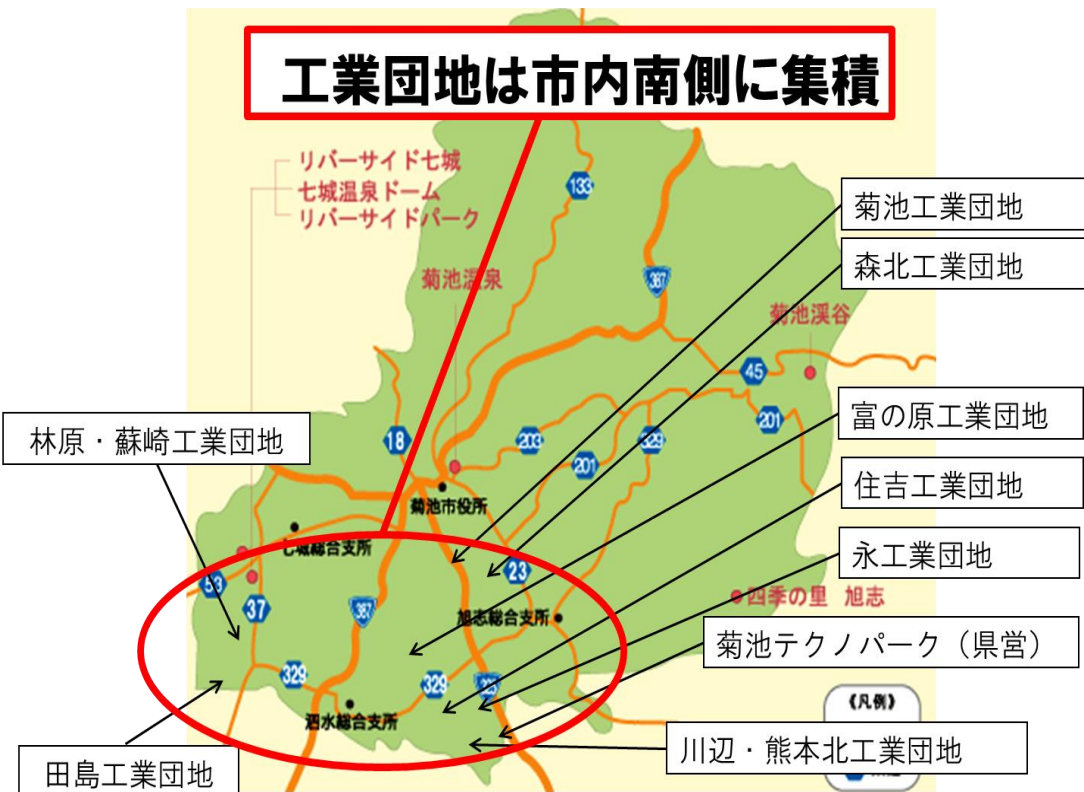 工業団地は市内南側に集積
リバーサイド七城
七城温泉ドーム
リバーサイドパーク
133
菊池工業団地
森北工業団地
菊池温泉
387
菊池渓谷
45
201
富の原工業団地
林原・蘇崎工業団地
18
203
329
201
住吉工業団地
菊池市役所
七城総合支所
永工業団地
53
23
四季の里 旭志
37
387
旭志総合支所
菊池テクノパーク（県営）
329
329
325
泗水総合支所
《凡例》
川辺・熊本北工業団地
田島工業団地